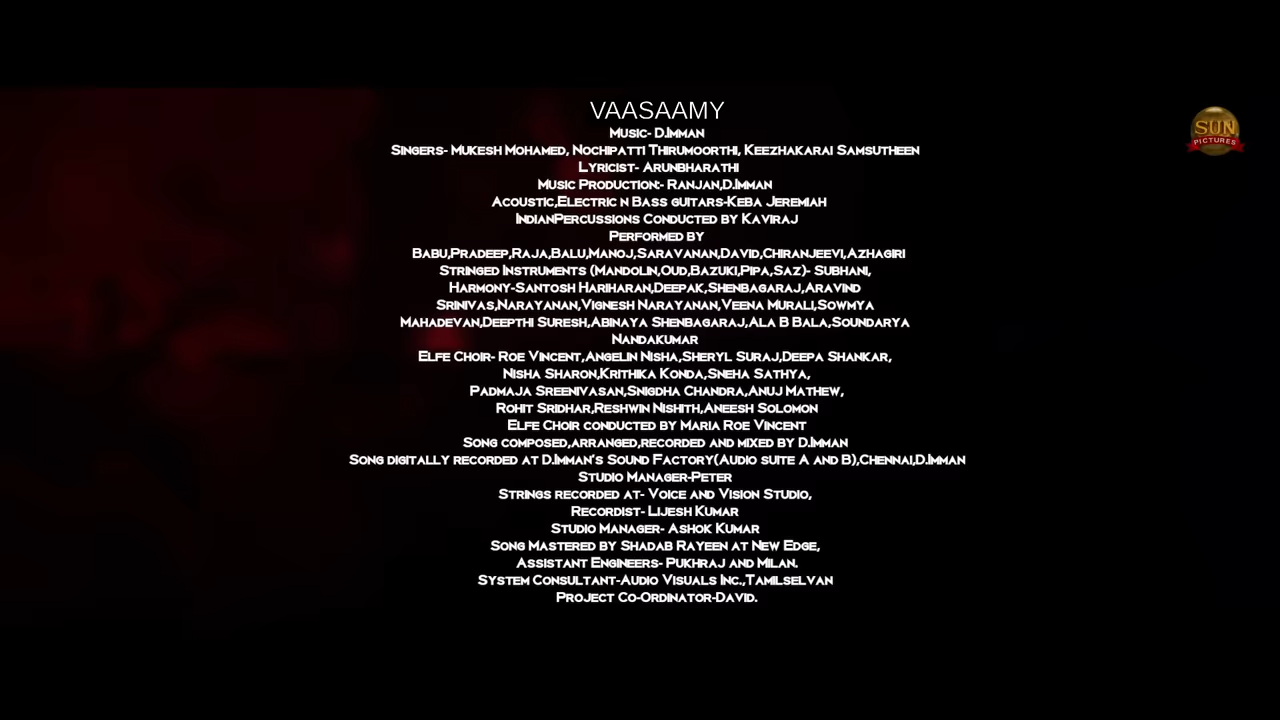 VAASAAMY
MUSIC- D.IMMAN
SINGERS- MUKESH MOHAMED, NOCHIPATTI THIRUMOORTHI, KEEZHAKARAI SAMSUTHEEN
LYRICIST- ARUNBHARATHI
MUSIC PRODUCTION:- RANJAN,D.IMMAN
ACOUSTIC,ELECTRIC N BASS GUITARS-KEBA JEREMIAH
INDIANPERCUSSIONS CONDUCTED BY KAVIRAJ
PERFORMED BY
BABU,PRADEEP,RAJA,BALU,MANOJ,SARAVANAN,DAVID,CHIRANJEEVI,AZHAGIRI
STRINGED INSTRUMENTS (MANDOLIN,OUD,BAZUKI,PIPA,SAZ)- SUBHANI,
HARMONY-SANTOSH HARIHARAN,DEEPAK,SHENBAGARAJ,ARAVIND
SRINIVAS,NARAYANAN,VIGNESH NARAYANAN,VEENA MURALI,SOWMYA
MAHADEVAN,DEEPTHI SURESH,ABINAYA SHENBAGARAJ,ALA B BALA,SOUNDARYA
NANDAKUMAR
ELFE CHOIR- ROE VINCENT,ANGELIN NISHA,SHERYL SURAJ,DEEPA SHANKAR,
NISHA SHARON,KRITHIKA KONDA,SNEHA SATHYA,
PADMAJA SREENIVASAN,SNIGDHA CHANDRA,ANUJ MATHEW,
ROHIT SRIDHAR,RESHWIN NISHITH,ANEESH SOLOMON
ELFE CHOIR CONDUCTED BY MARIA ROE VINCENT
SONG COMPOSED,ARRANGED,RECORDED AND MIXED BY D.IMMAN
SONG DIGITALLY RECORDED AT D.IMMAN'S SOUND FACTORY(AUDIO SUITE A AND B),CHENNAI,D.IMMAN
STUDIO MANAGER-PETER
STRINGS RECORDED AT- VOICE AND VISION STUDIO,
RECORDIST- LIJESH KUMAR
STUDIO MANAGER- ASHOK KUMAR
SONG MASTERED BY SHADAB RAYEEN AT NEW EDGE,
ASSISTANT ENGINEERS- PUKHRAJ AND MILAN.
SYSTEM CONSULTANT-AUDIO VISUALS INC.,TAMILSELVAN
PROJECT CO-ORDINATOR-DAVID.
SUN
PICTURES